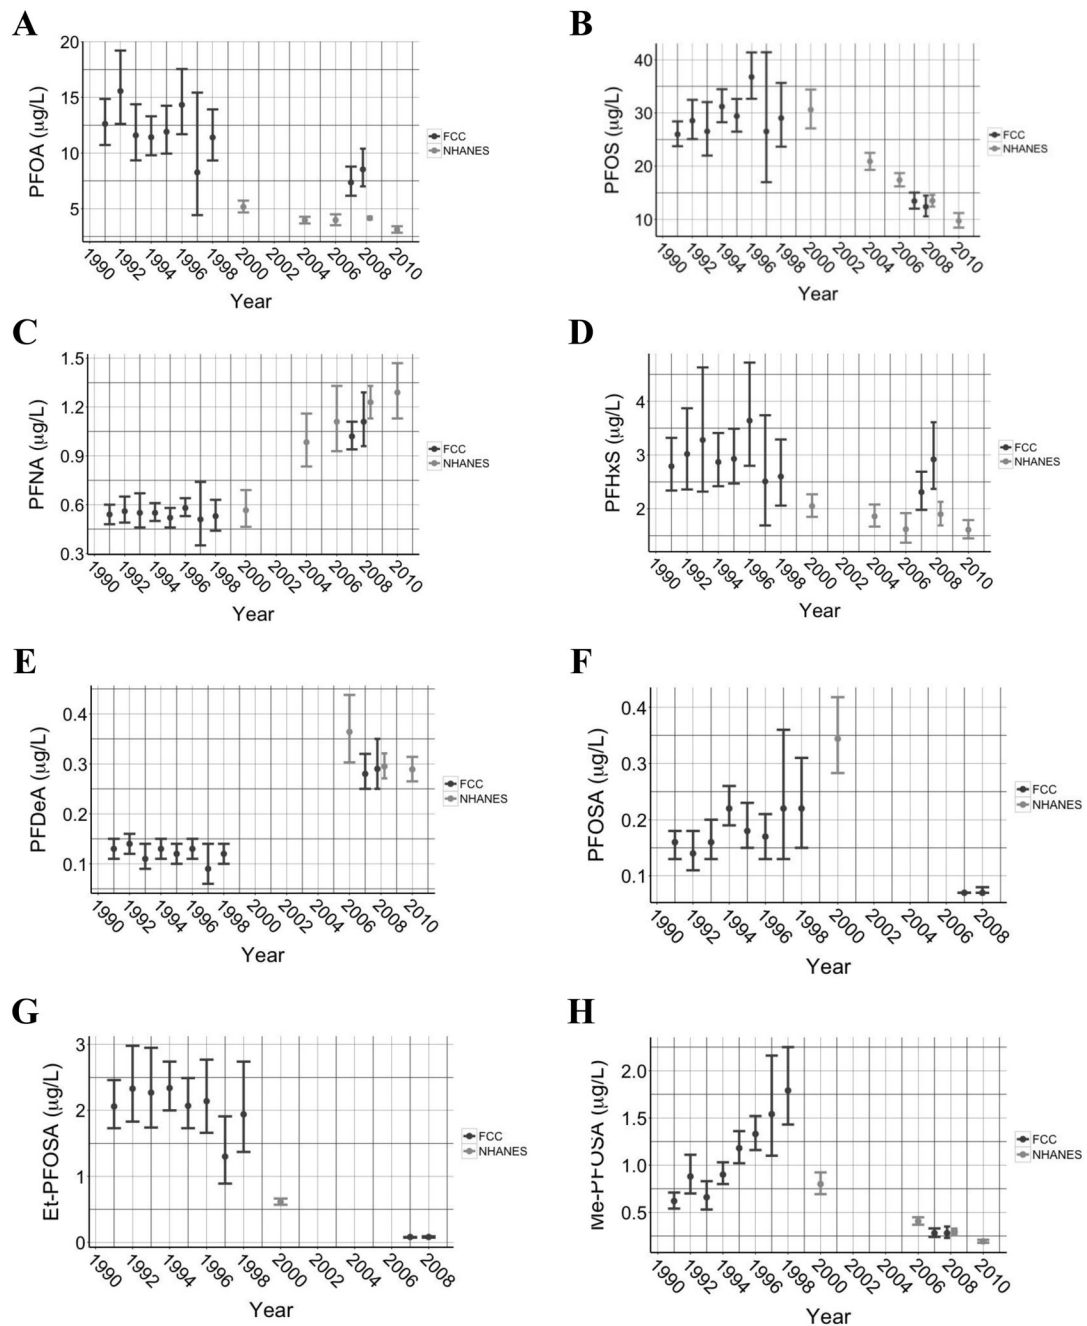 A
20
15
10
5
PFOA (µg/L)
1990 1992 1994 1996 1998 2000 2002 2004 2006 2008 2010
Year
FCC
NHANES
B
40
30
20
10
PFOS (µg/L)
1990 1992 1994 1996 1998 2000 2002 2004 2006 2008 2010
Year
FCC
NHANES
C
1.5
1.2
0.9
0.6
0.3
PFNA (µg/L)
1990 1992 1994 1996 1998 2000 2002 2004 2006 2008 2010
Year
FCC
NHANES
D
4
3
2
PFHxS (µg/L)
1990 1992 1994 1996 1998 2000 2002 2004 2006 2008 2010
Year
FCC
NHANES
E
0.4
0.3
0.2
0.1
PFDeA (µg/L)
1990 1992 1994 1996 1998 2000 2002 2004 2006 2008 2010
Year
FCC
NHANES
F
0.4
0.3
0.2
0.1
PFOSA (µg/L)
1990 1992 1994 1996 1998 2000 2002 2004 2006 2008
Year
FCC
NHANES
G
3
2
1
0
Et-PFOSA (µg/L)
1990 1992 1994 1996 1998 2000 2002 2004 2006 2008
Year
FCC
NHANES
H
2.0
1.5
1.0
0.5
Me-PFOSA (µg/L)
1990 1992 1994 1996 1998 2000 2002 2004 2006 2008 2010
Year
FCC
NHANES